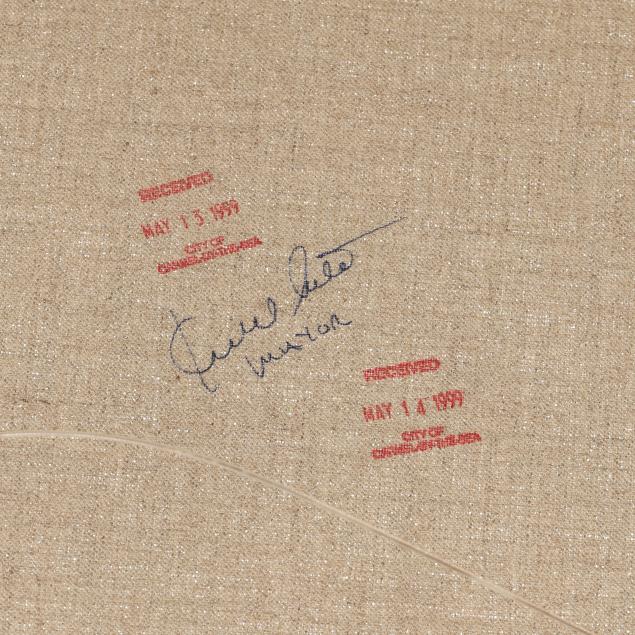 RECEIVED
MAY 13 1999
CITY OF
CARMEL-BY-THE-SEA
Mayor
RECEIVED
MAY 14 1999
CITY OF
CARMEL-BY-THE-SEA